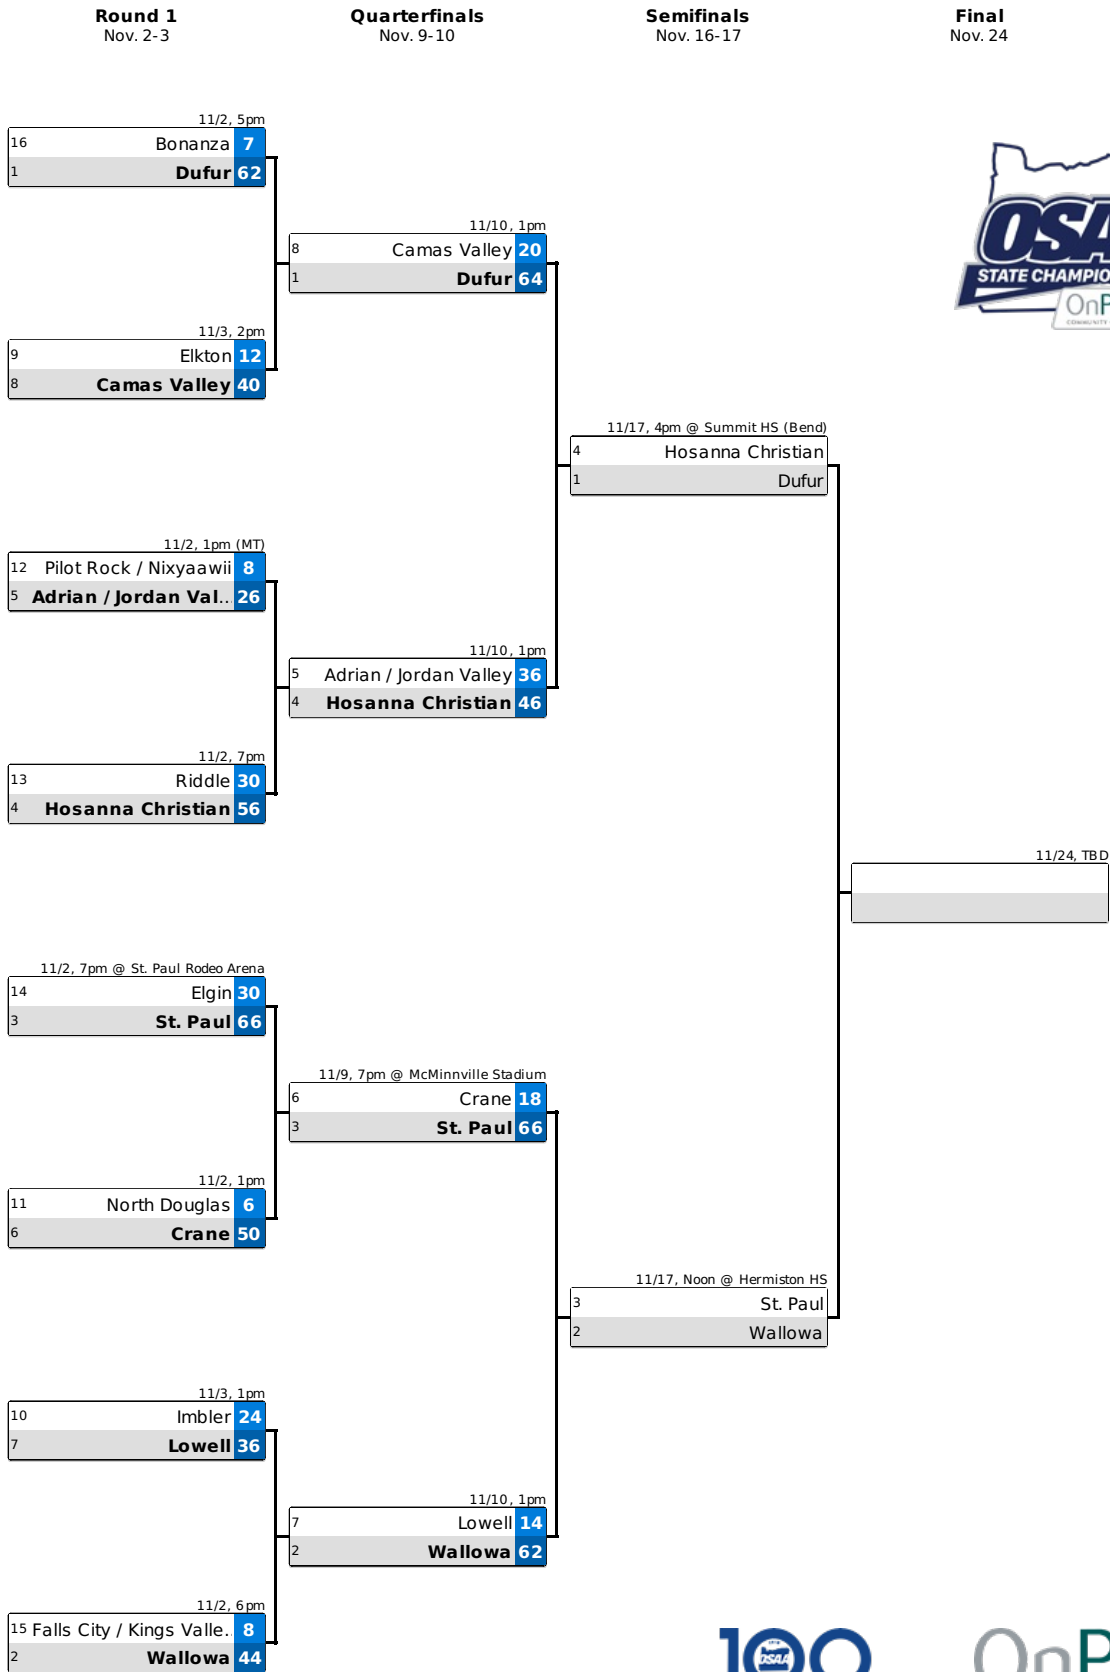 Round 1
Nov. 2-3
Quarterfinals
Nov. 9-10
Semifinals
Nov. 16-17
Final
Nov. 24
11/2, 5pm
16 Bonanza 7
1 Dufur 62
11/3, 2pm
9 Elkton 12
8 Camas Valley 40
11/2, 1pm (MT)
12 Pilot Rock / Nixyaawii 8
5 Adrian / Jordan Val... 26
11/2, 7pm
13 Riddle 30
4 Hosanna Christian 56
11/2, 7pm @ St. Paul Rodeo Arena
14 Elgin 30
3 St. Paul 66
11/2, 1pm
11 North Douglas 6
6 Crane 50
11/3, 1pm
10 Imbler 24
7 Lowell 36
11/2, 6pm
15 Falls City / Kings Valle... 8
2 Wallowa 44
11/10, 1pm
8 Camas Valley 20
1 Dufur 64
11/10, 1pm
5 Adrian / Jordan Valley 36
4 Hosanna Christian 46
11/9, 7pm @ McMinnville Stadium
6 Crane 18
3 St. Paul 66
11/10, 1pm
7 Lowell 14
2 Wallowa 62
11/17, 4pm @ Summit HS (Bend)
4 Hosanna Christian
1 Dufur
11/17, Noon @ Hermiston HS
3 St. Paul
2 Wallowa
11/24, TBD
OSA
STATE CHAMPIO
OnP
COMMUNITY
100
OSAA
OnP